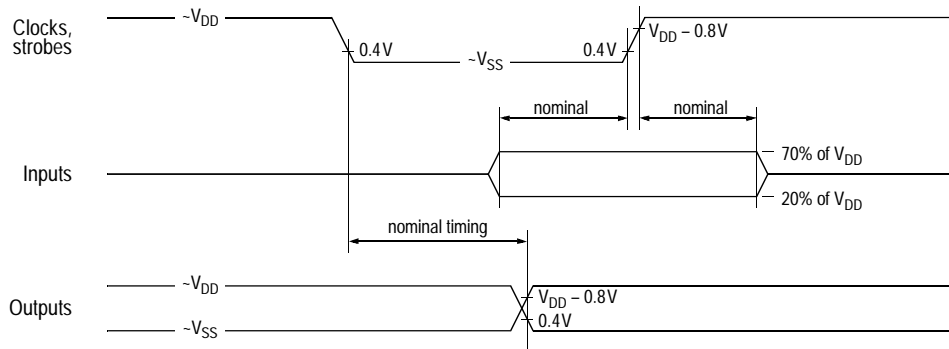 Clocks,
strobes
~VDD
0.4V
~VSS
0.4V
VDD – 0.8V
nominal
nominal
Inputs
70% of VDD
20% of VDD
nominal timing
Outputs
~VDD
~VSS
VDD – 0.8V
0.4V